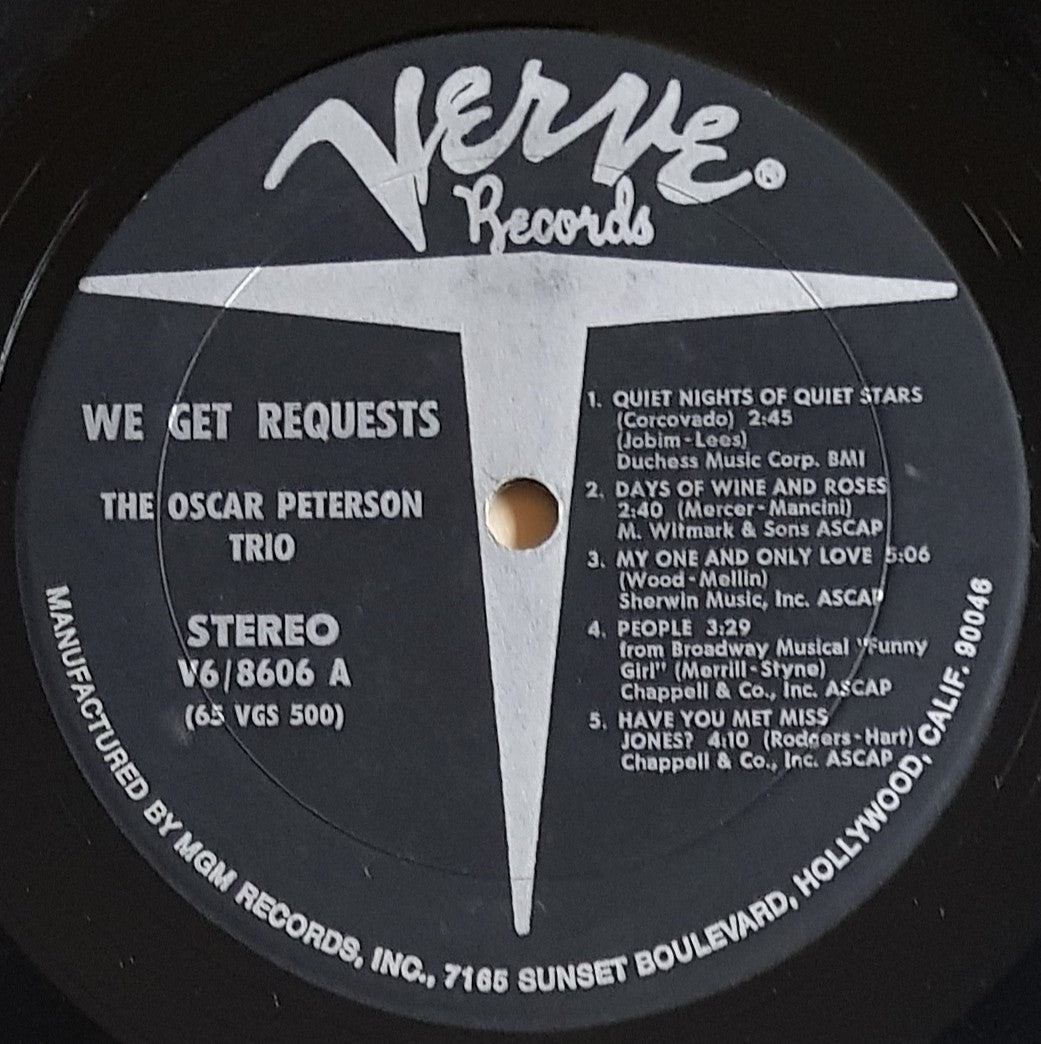 Verve®
Records
WE GET REQUESTS
THE OSCAR PETERSON
TRIO
STEREO
V6/8606 A
(65 VGS 500)
1. QUIET NIGHTS OF QUIET STARS
(Corcovado) 2:45
(Jobim-Lees)
Duchess Music Corp. BMI
2. DAYS OF WINE AND ROSES
2:40 (Mercer-Mancini)
M. Witmark & Sons ASCAP
3. MY ONE AND ONLY LOVE 5:06
(Wood-Mellin)
Sherwin Music, Inc. ASCAP
4. PEOPLE 3:29
from Broadway Musical "Funny
Girl" (Merrill-Styne)
Chappell & Co., Inc. ASCAP
5. HAVE YOU MET MISS
JONES? 4:10 (Rodgers-Hart)
Chappell & Co., Inc. ASCAP
MANUFACTURED BY MGM RECORDS, INC., 7165 SUNSET BOULEVARD, HOLLYWOOD, CALIF. 90046